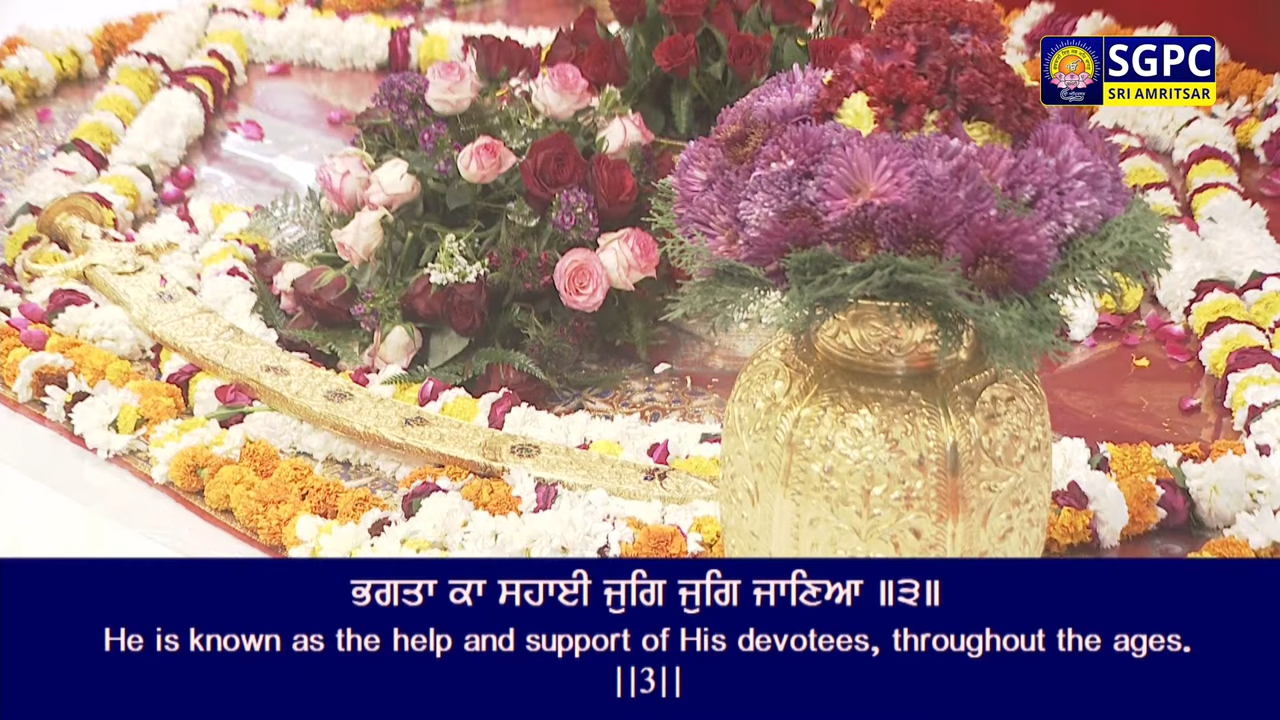 SGPC
SRI AMRITSAR
ਭਗਤਾ ਕਾ ਸਹਾਈ ਜੁਗਿ ਜੁਗਿ ਜਾਣਿਆ ॥੩॥
He is known as the help and support of His devotees, throughout the ages.
||3||